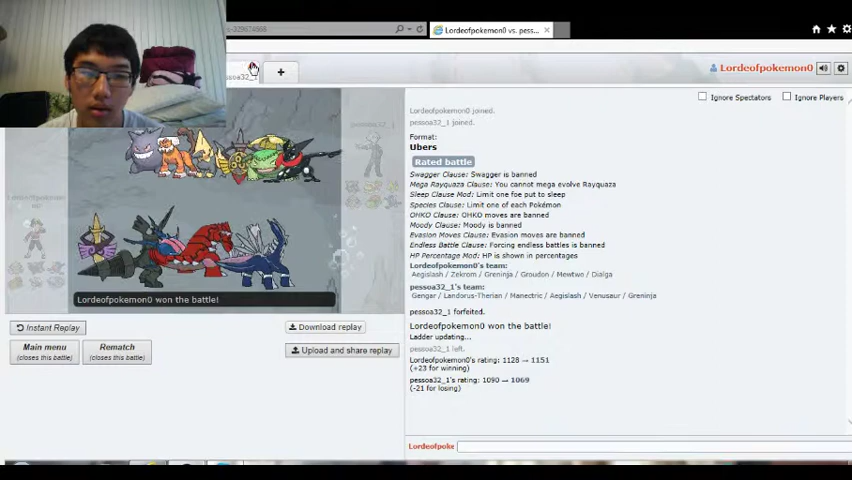 Lordeofpokemon0 vs. pess...
ssoa32_1
Lordeofpokemon0
Ignore Spectators
Ignore Players
Lordeofpokemon0 joined.
pessoa32_1 joined.
Format:
Ubers
Rated battle
Swagger Clause: Swagger is banned
Mega Rayquaza Clause: You cannot mega evolve Rayquaza
Sleep Clause Mod: Limit one foe put to sleep
Species Clause: Limit one of each Pokémon
OHKO Clause: OHKO moves are banned
Moody Clause: Moody is banned
Evasion Moves Clause: Evasion moves are banned
Endless Battle Clause: Forcing endless battles is banned
HP Percentage Mod: HP is shown in percentages
Lordeofpokemon0's team:
Aegislash / Zekrom / Greninja / Groudon / Mewtwo / Dialga
pessoa32_1's team:
Gengar / Landorus-Therian / Manectric / Aegislash / Venusaur / Greninja
pessoa32_1 forfeited.
Lordeofpokemon0 won the battle!
Ladder updating...
pessoa32_1 left.
Lordeofpokemon0's rating: 1128 → 1151
(+23 for winning)
pessoa32_1's rating: 1090 → 1069
(-21 for losing)
Lordeofpoke
pessoa32_1
Lordeofpokemon0 won the battle!
Instant Replay
Download replay
Main menu
(closes this battle)
Rematch
(closes this battle)
Upload and share replay